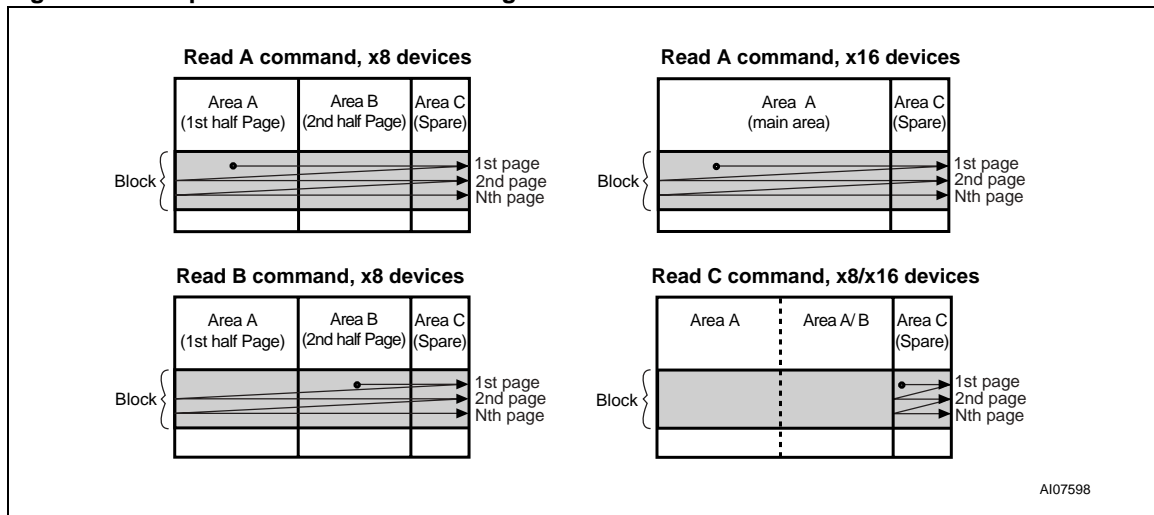 Read A command, x8 devices
Area A
(1st half Page)
Area B
(2nd half Page)
Area C
(Spare)
Block
1st page
2nd page
Nth page
Read A command, x16 devices
Area A
(main area)
Area C
(Spare)
Block
1st page
2nd page
Nth page
Read B command, x8 devices
Area A
(1st half Page)
Area B
(2nd half Page)
Area C
(Spare)
Block
1st page
2nd page
Nth page
Read C command, x8/x16 devices
Area A
Area A/ B
Area C
(Spare)
Block
1st page
2nd page
Nth page
AI07598